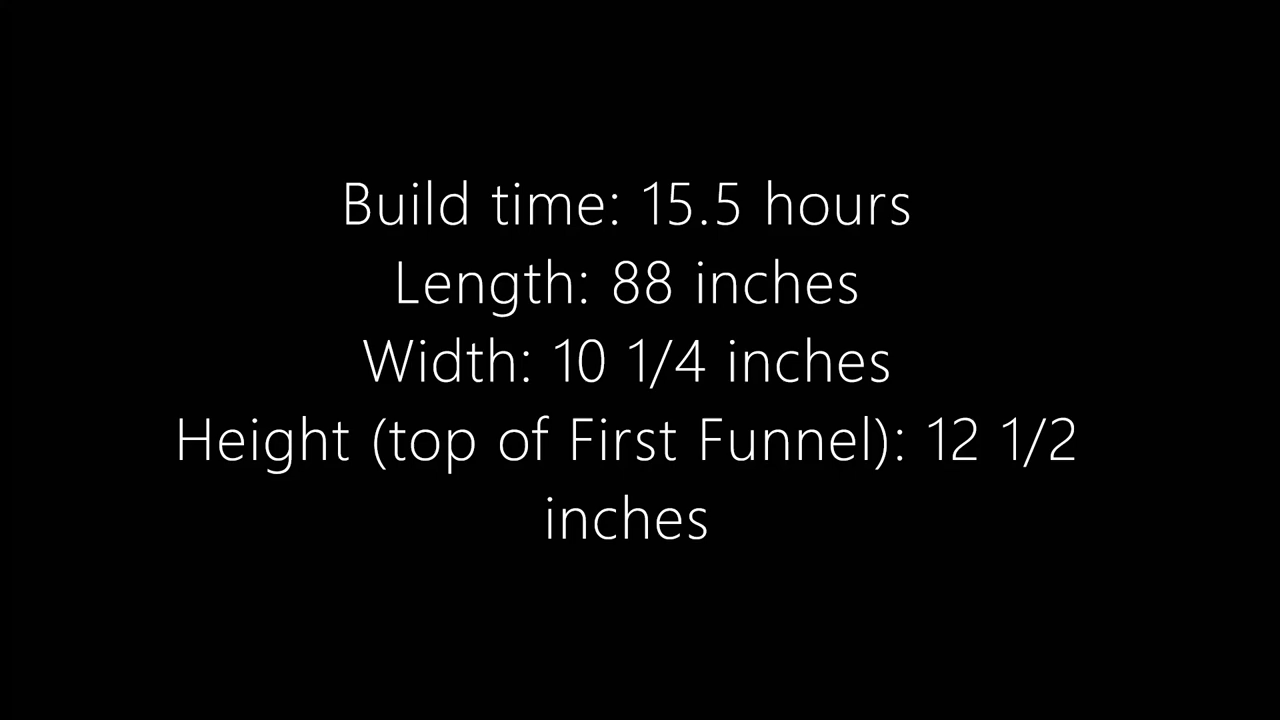 Build time: 15.5 hours
Length: 88 inches
Width: 10 1/4 inches
Height (top of First Funnel): 12 1/2
inches